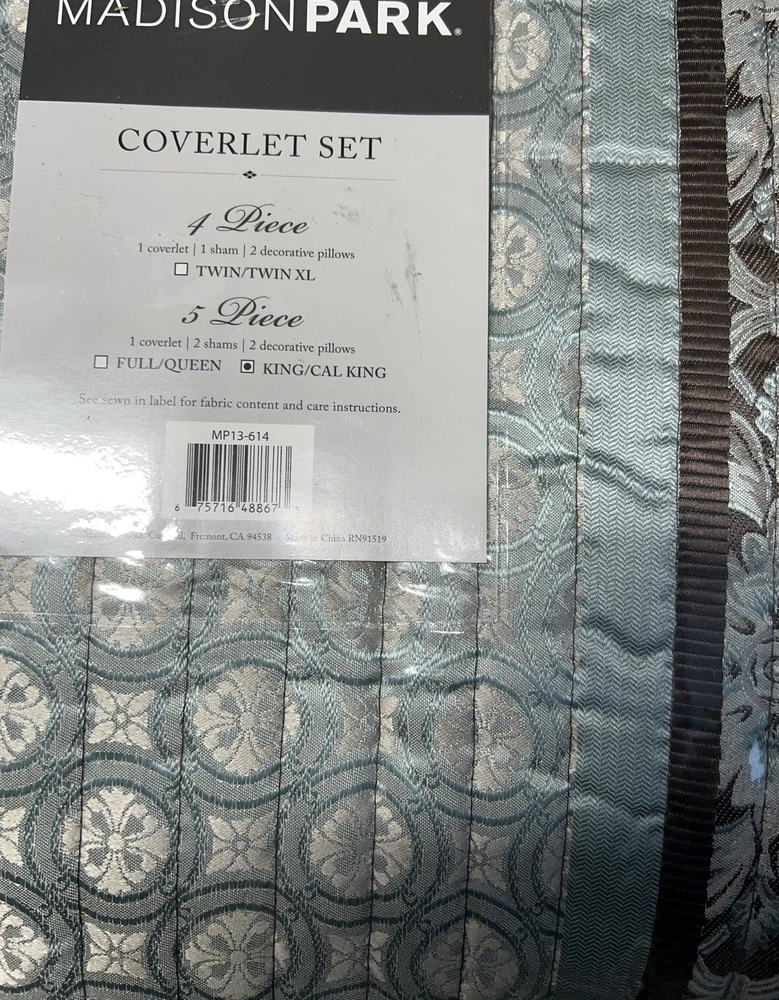 MADISONPARK®
COVERLET SET
4 Piece
1 coverlet | 1 sham | 2 decorative pillows
TWIN/TWIN XL
5 Piece
1 coverlet | 2 shams | 2 decorative pillows
FULL/QUEEN KING/CAL KING
See sewn in label for fabric content and care instructions.
MP13-614
6 75716 48867 3
Fremont, CA 94538 Made in China RN91519